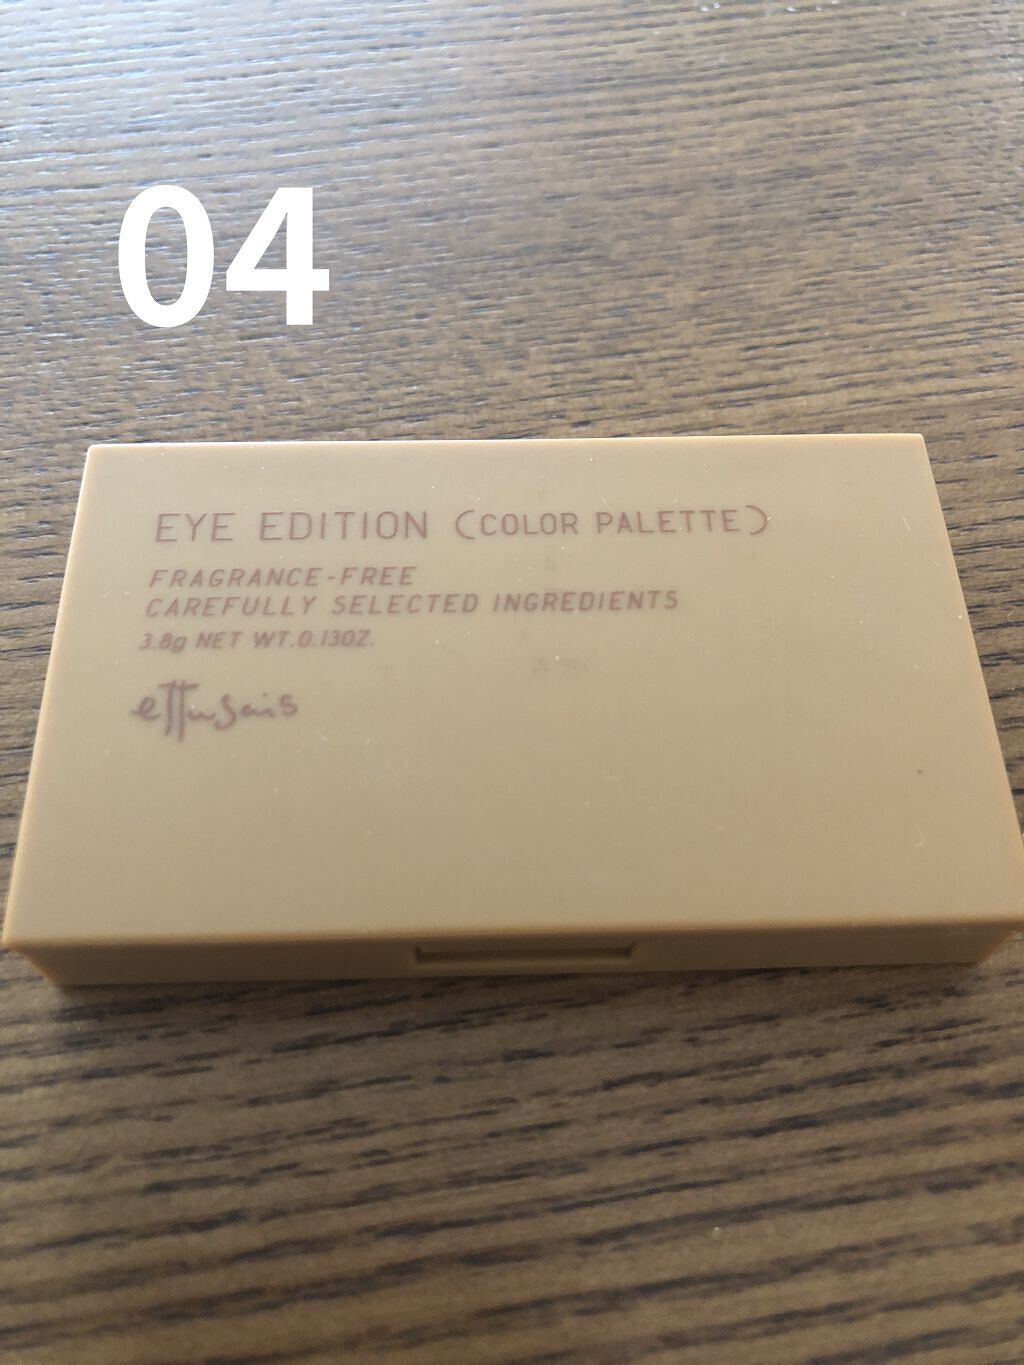 04
EYE EDITION (COLOR PALETTE)
FRAGRANCE-FREE
CAREFULLY SELECTED INGREDIENTS
3.8g NET WT.0.13OZ.
ettusais